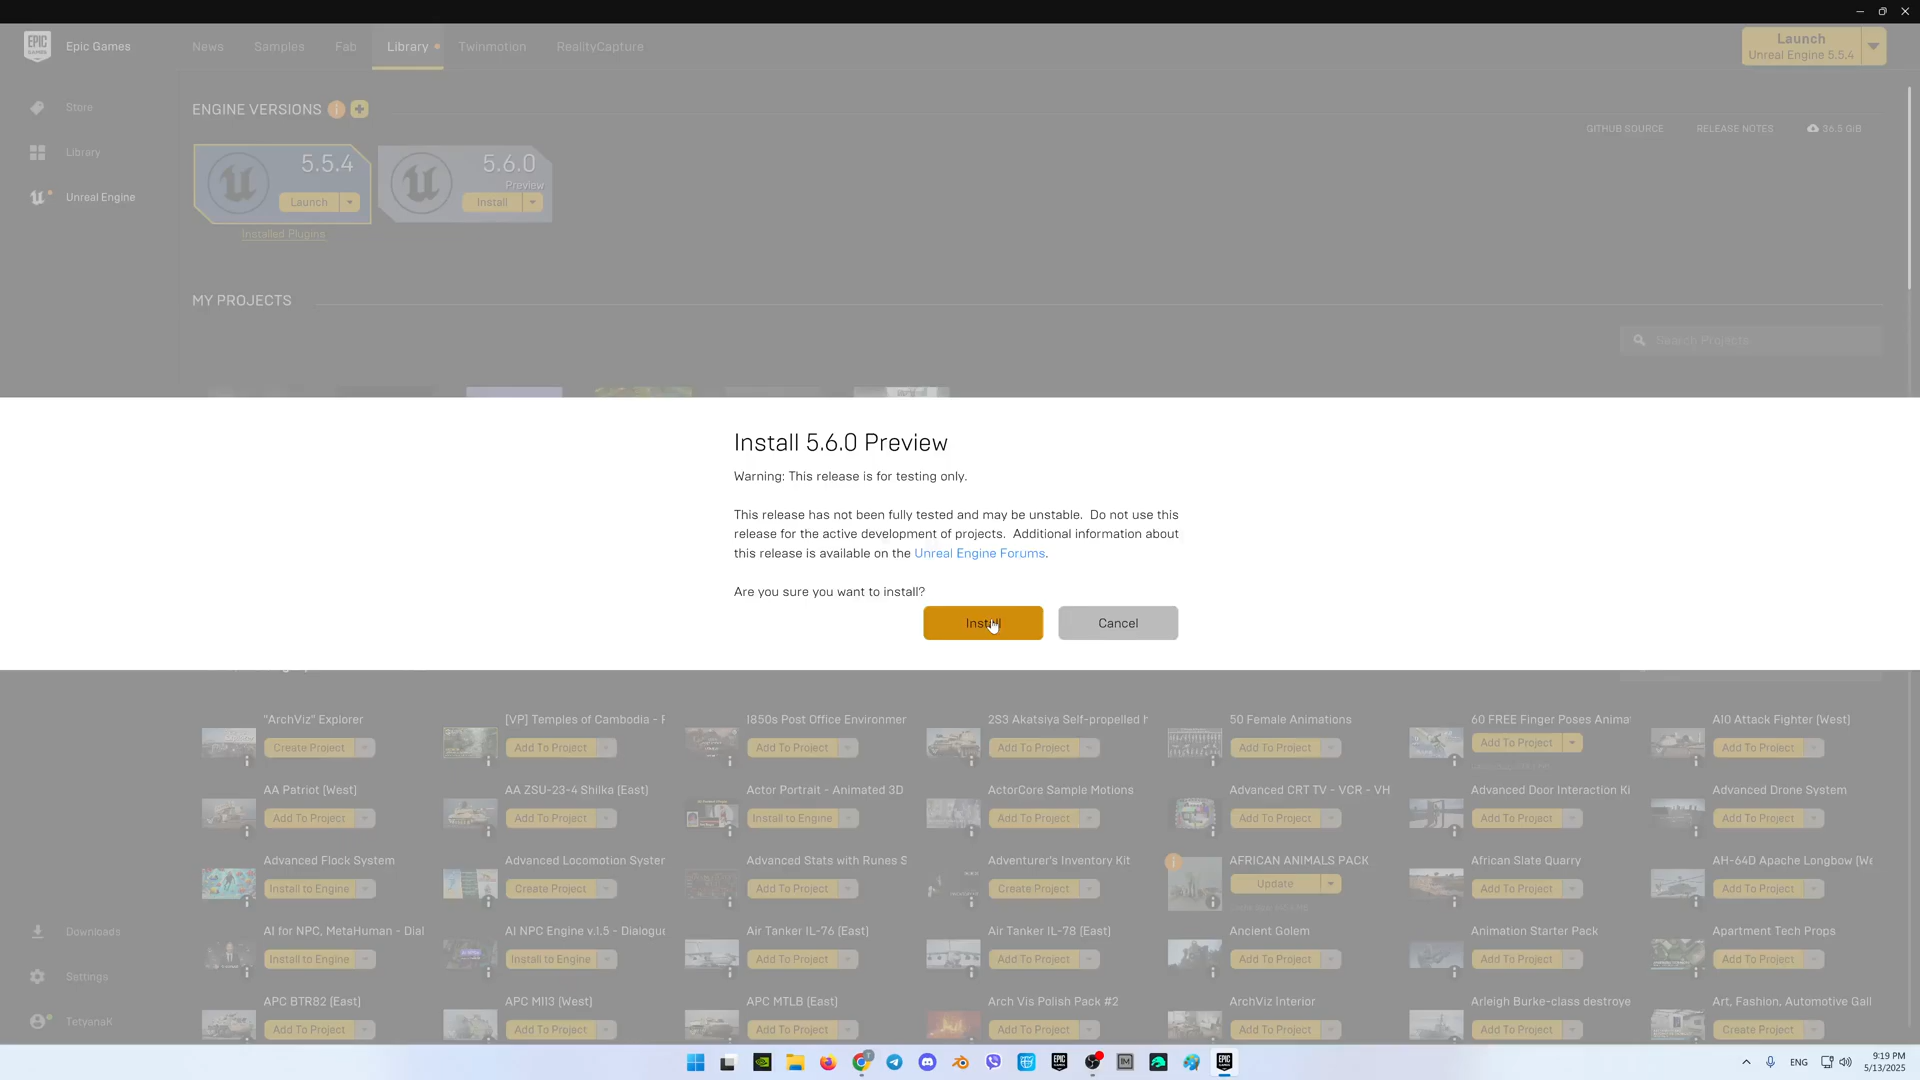 EPIC GAMES
Epic Games
News
Samples
Fab
Library
Twinmotion
RealityCapture
Launch
Unreal Engine 5.5.4
Store
Library
Unreal Engine
ENGINE VERSIONS
GITHUB SOURCE
RELEASE NOTES
36.5 GiB
5.5.4
Launch
Installed Plugins
5.6.0
Preview
Install
MY PROJECTS
Search Projects
Install 5.6.0 Preview
Warning: This release is for testing only.
This release has not been fully tested and may be unstable. Do not use this
release for the active development of projects. Additional information about
this release is available on the Unreal Engine Forums.
Are you sure you want to install?
Install
Cancel
"ArchViz" Explorer
Create Project
[VP] Temples of Cambodia - F
Add To Project
1850s Post Office Environmen
Add To Project
2S3 Akatsiya Self-propelled h
Add To Project
50 Female Animations
Add To Project
60 FREE Finger Poses Anima
Add To Project
A10 Attack Fighter (West)
Add To Project
AA Patriot (West)
Add To Project
AA ZSU-23-4 Shilka (East)
Add To Project
Actor Portrait - Animated 3D
Install to Engine
ActorCore Sample Motions
Add To Project
Advanced CRT TV - VCR - VH
Add To Project
Advanced Door Interaction Ki
Add To Project
Advanced Drone System
Add To Project
Advanced Flock System
Install to Engine
Advanced Locomotion System
Create Project
Advanced Stats with Runes S
Add To Project
Adventurer's Inventory Kit
Create Project
AFRICAN ANIMALS PACK
Update
African Slate Quarry
Add To Project
AH-64D Apache Longbow (We
Add To Project
AI for NPC, MetaHuman - Dial
Install to Engine
AI NPC Engine v.1.5 - Dialogue
Install to Engine
Air Tanker IL-76 (East)
Add To Project
Air Tanker IL-78 (East)
Add To Project
Ancient Golem
Add To Project
Animation Starter Pack
Add To Project
Apartment Tech Props
Add To Project
APC BTR82 (East)
Add To Project
APC M113 (West)
Add To Project
APC MTLB (East)
Add To Project
Arch Vis Polish Pack #2
Add To Project
ArchViz Interior
Add To Project
Arleigh Burke-class destroye
Add To Project
Art, Fashion, Automotive Gall
Create Project
Downloads
Settings
TetyanaK
ENG
9:19 PM
5/13/2025